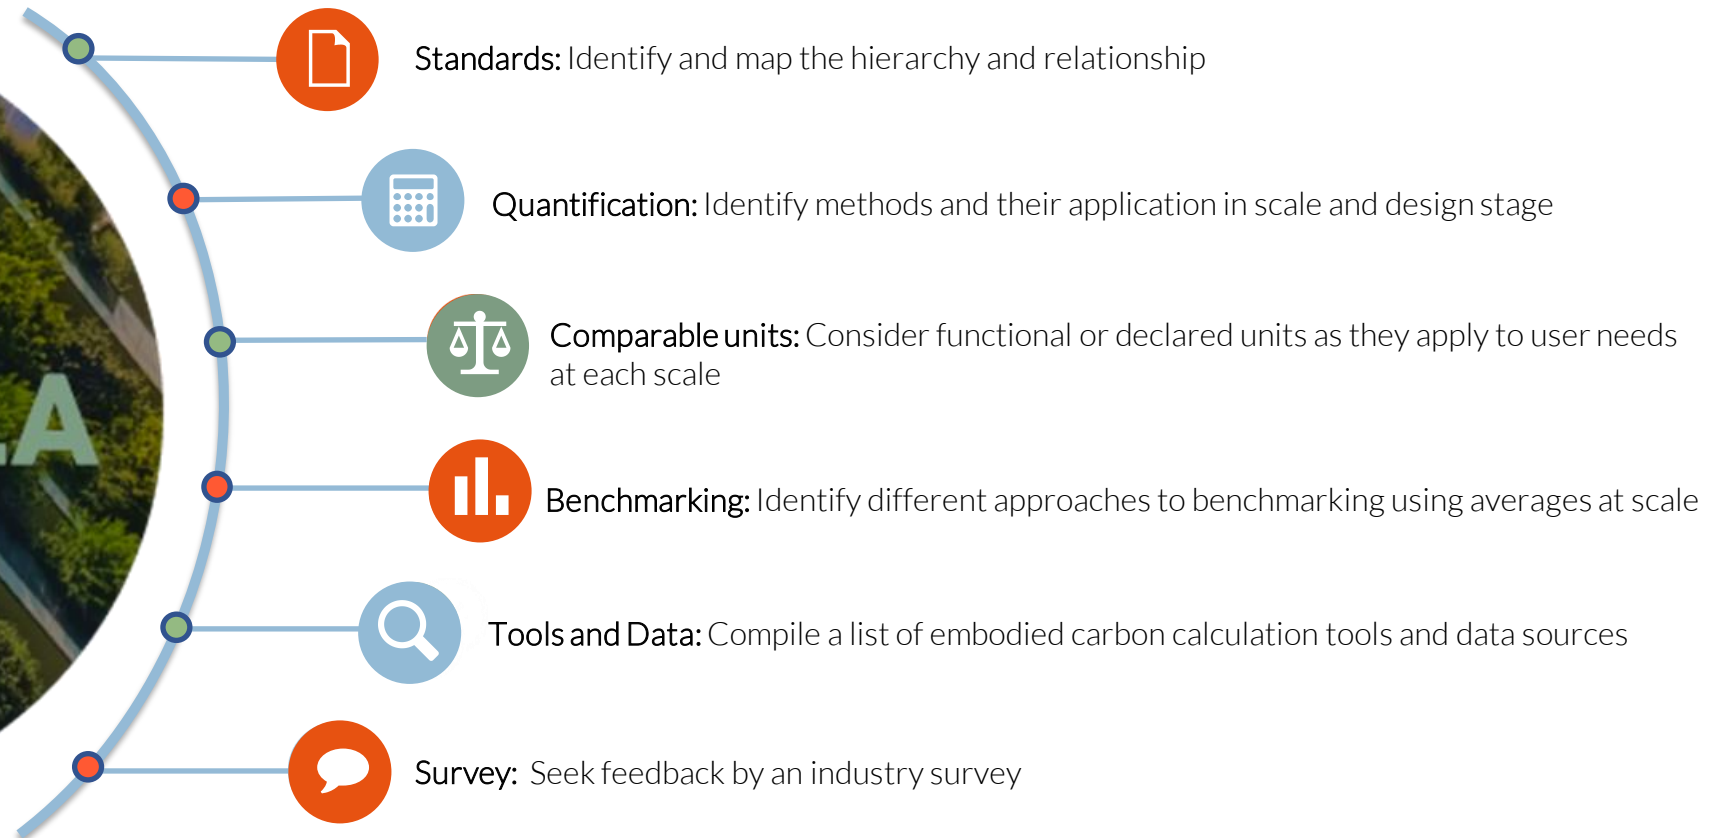 Standards: Identify and map the hierarchy and relationship
Quantification: Identify methods and their application in scale and design stage
Comparable units: Consider functional or declared units as they apply to user needs
at each scale
A
Benchmarking: Identify different approaches to benchmarking using averages at scale
Tools and Data: Compile a list of embodied carbon calculation tools and data sources
Survey: Seek feedback by an industry survey